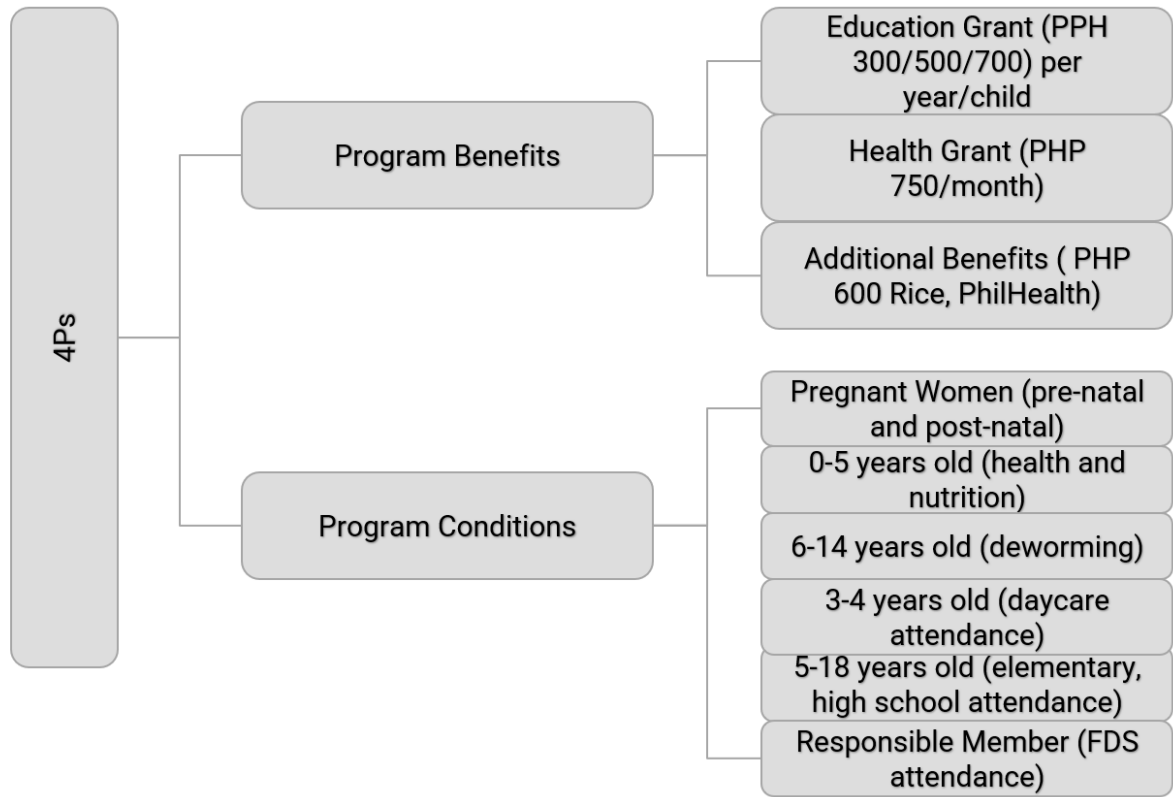 4Ps
Program Benefits
Education Grant (PPH
300/500/700) per
year/child
Health Grant (PHP
750/month)
Additional Benefits ( PHP
600 Rice, PhilHealth)
Program Conditions
Pregnant Women (pre-natal
and post-natal)
0-5 years old (health and
nutrition)
6-14 years old (deworming)
3-4 years old (daycare
attendance)
5-18 years old (elementary,
high school attendance)
Responsible Member (FDS
attendance)